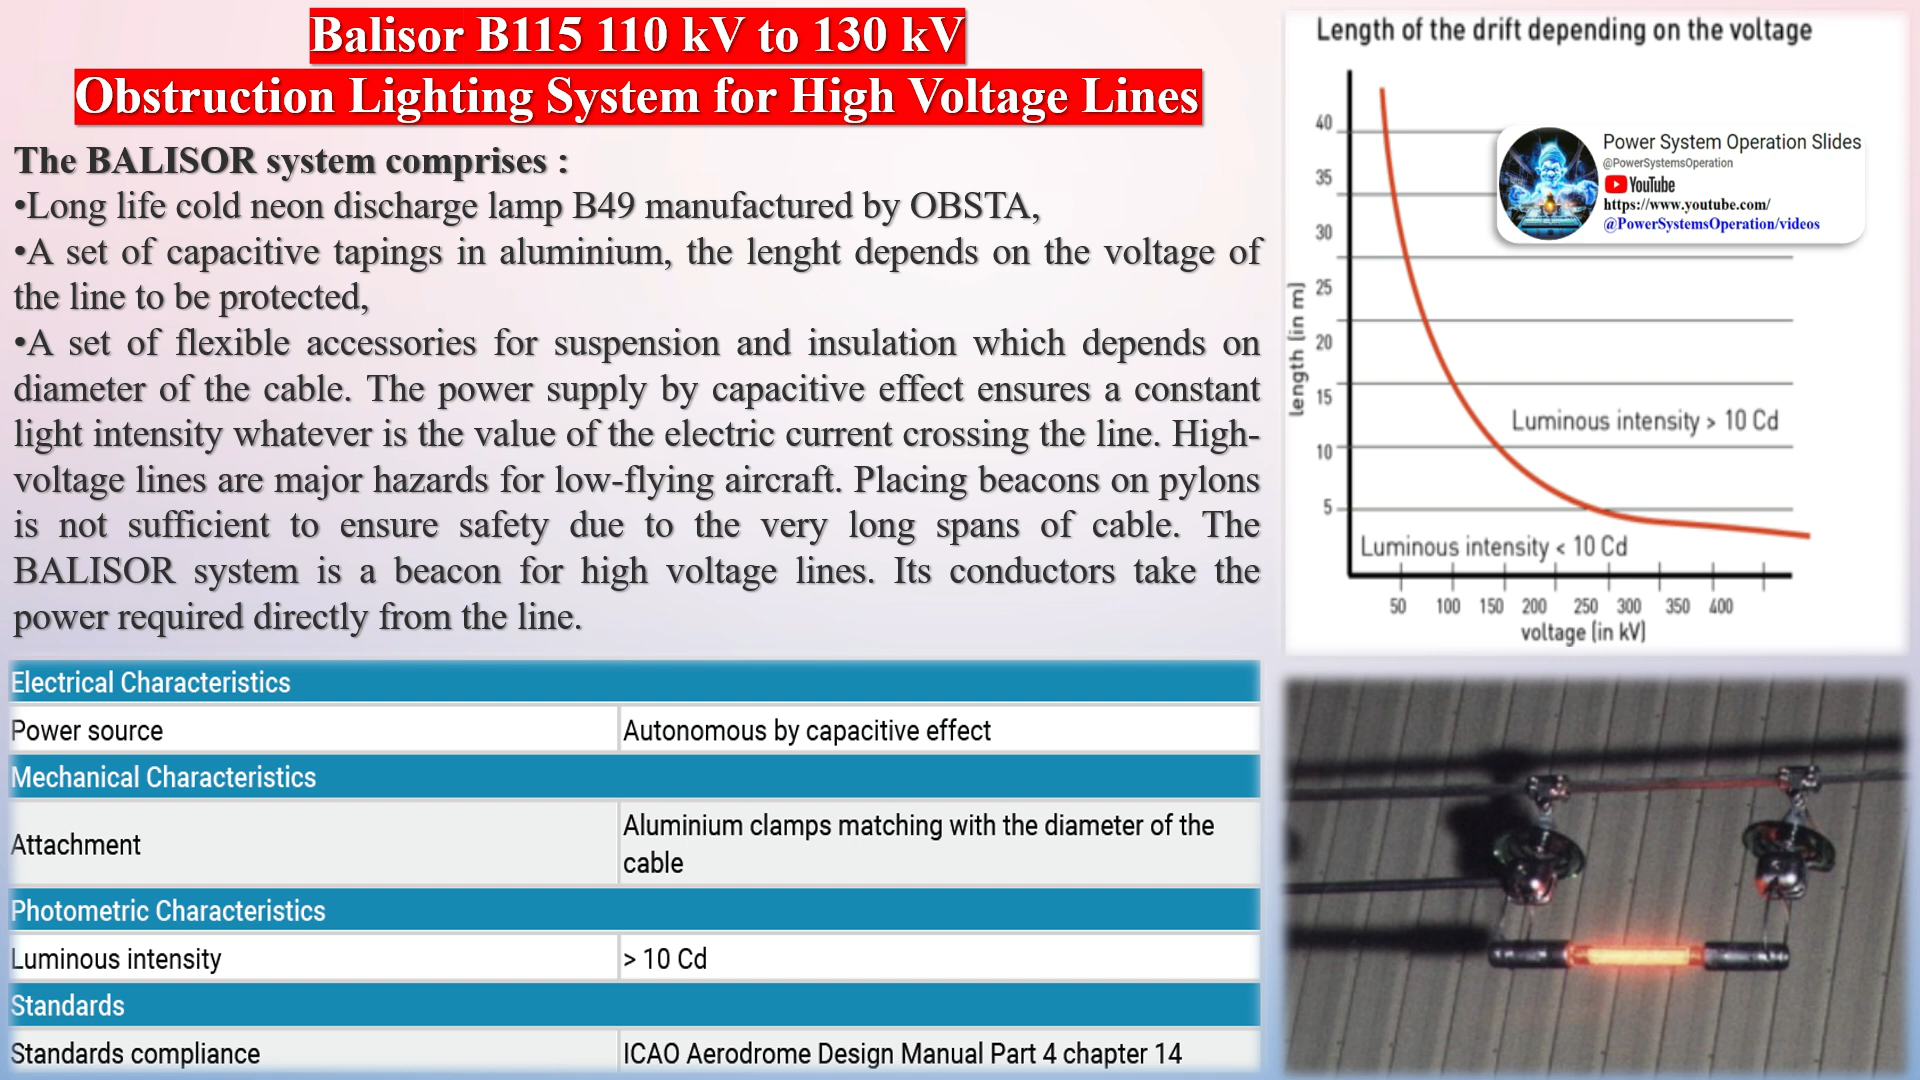 Balisor B115 110 kV to 130 kV
Obstruction Lighting System for High Voltage Lines
The BALISOR system comprises :
•Long life cold neon discharge lamp B49 manufactured by OBSTA,
•A set of capacitive tapings in aluminium, the lenght depends on the voltage of
the line to be protected,
•A set of flexible accessories for suspension and insulation which depends on
diameter of the cable. The power supply by capacitive effect ensures a constant
light intensity whatever is the value of the electric current crossing the line. High-
voltage lines are major hazards for low-flying aircraft. Placing beacons on pylons
is not sufficient to ensure safety due to the very long spans of cable. The
BALISOR system is a beacon for high voltage lines. Its conductors take the
power required directly from the line.
Electrical Characteristics
Power source Autonomous by capacitive effect
Mechanical Characteristics
Attachment Aluminium clamps matching with the diameter of the
cable
Photometric Characteristics
Luminous intensity > 10 Cd
Standards
Standards compliance ICAO Aerodrome Design Manual Part 4 chapter 14
Length of the drift depending on the voltage
Power System Operation Slides
@PowerSystemsOperation
YouTube
https://www.youtube.com/
@PowerSystemsOperation/videos
length (in m)
40
35
30
25
20
15
10
5
Luminous intensity > 10 Cd
Luminous intensity < 10 Cd
50 100 150 200 250 300 350 400
voltage (in kV)